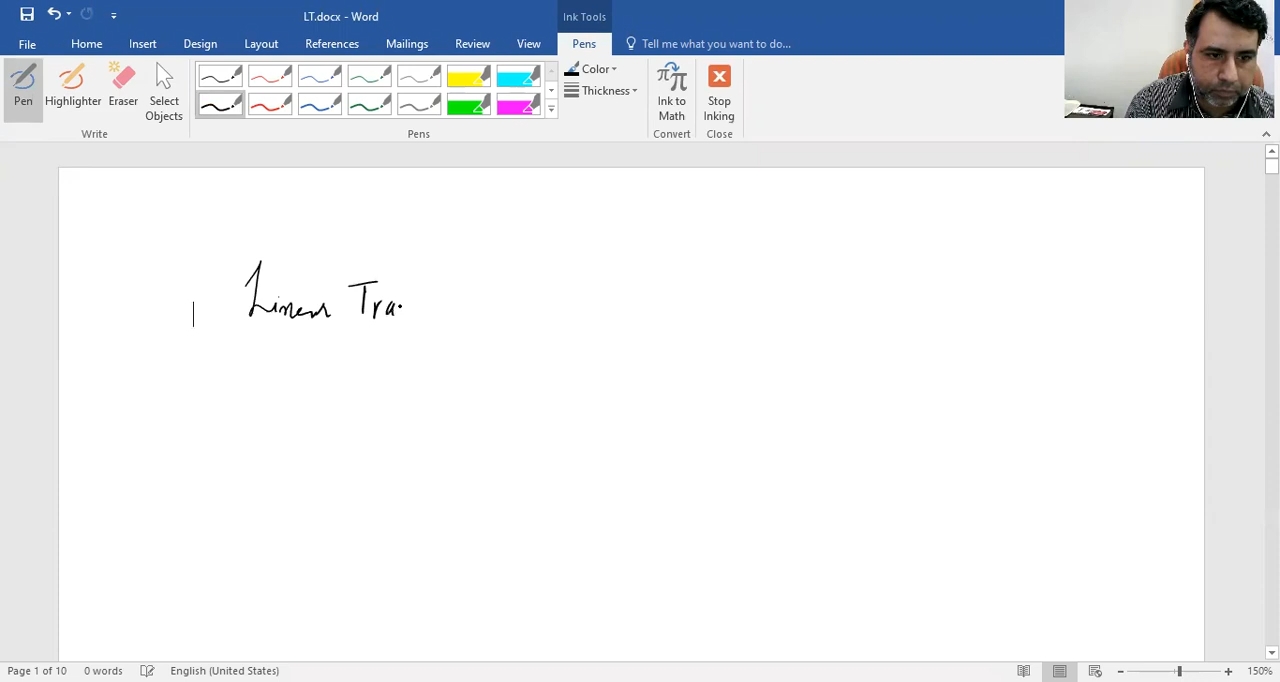 LT.docx - Word
Ink Tools
File Home Insert Design Layout References Mailings Review View Pens Tell me what you want to do...
Pen Highlighter Eraser Select Objects
Color
Thickness
Ink to Math
Stop Inking
Write Pens Convert Close
Linear Tra
Page 1 of 10 0 words English (United States) 150%